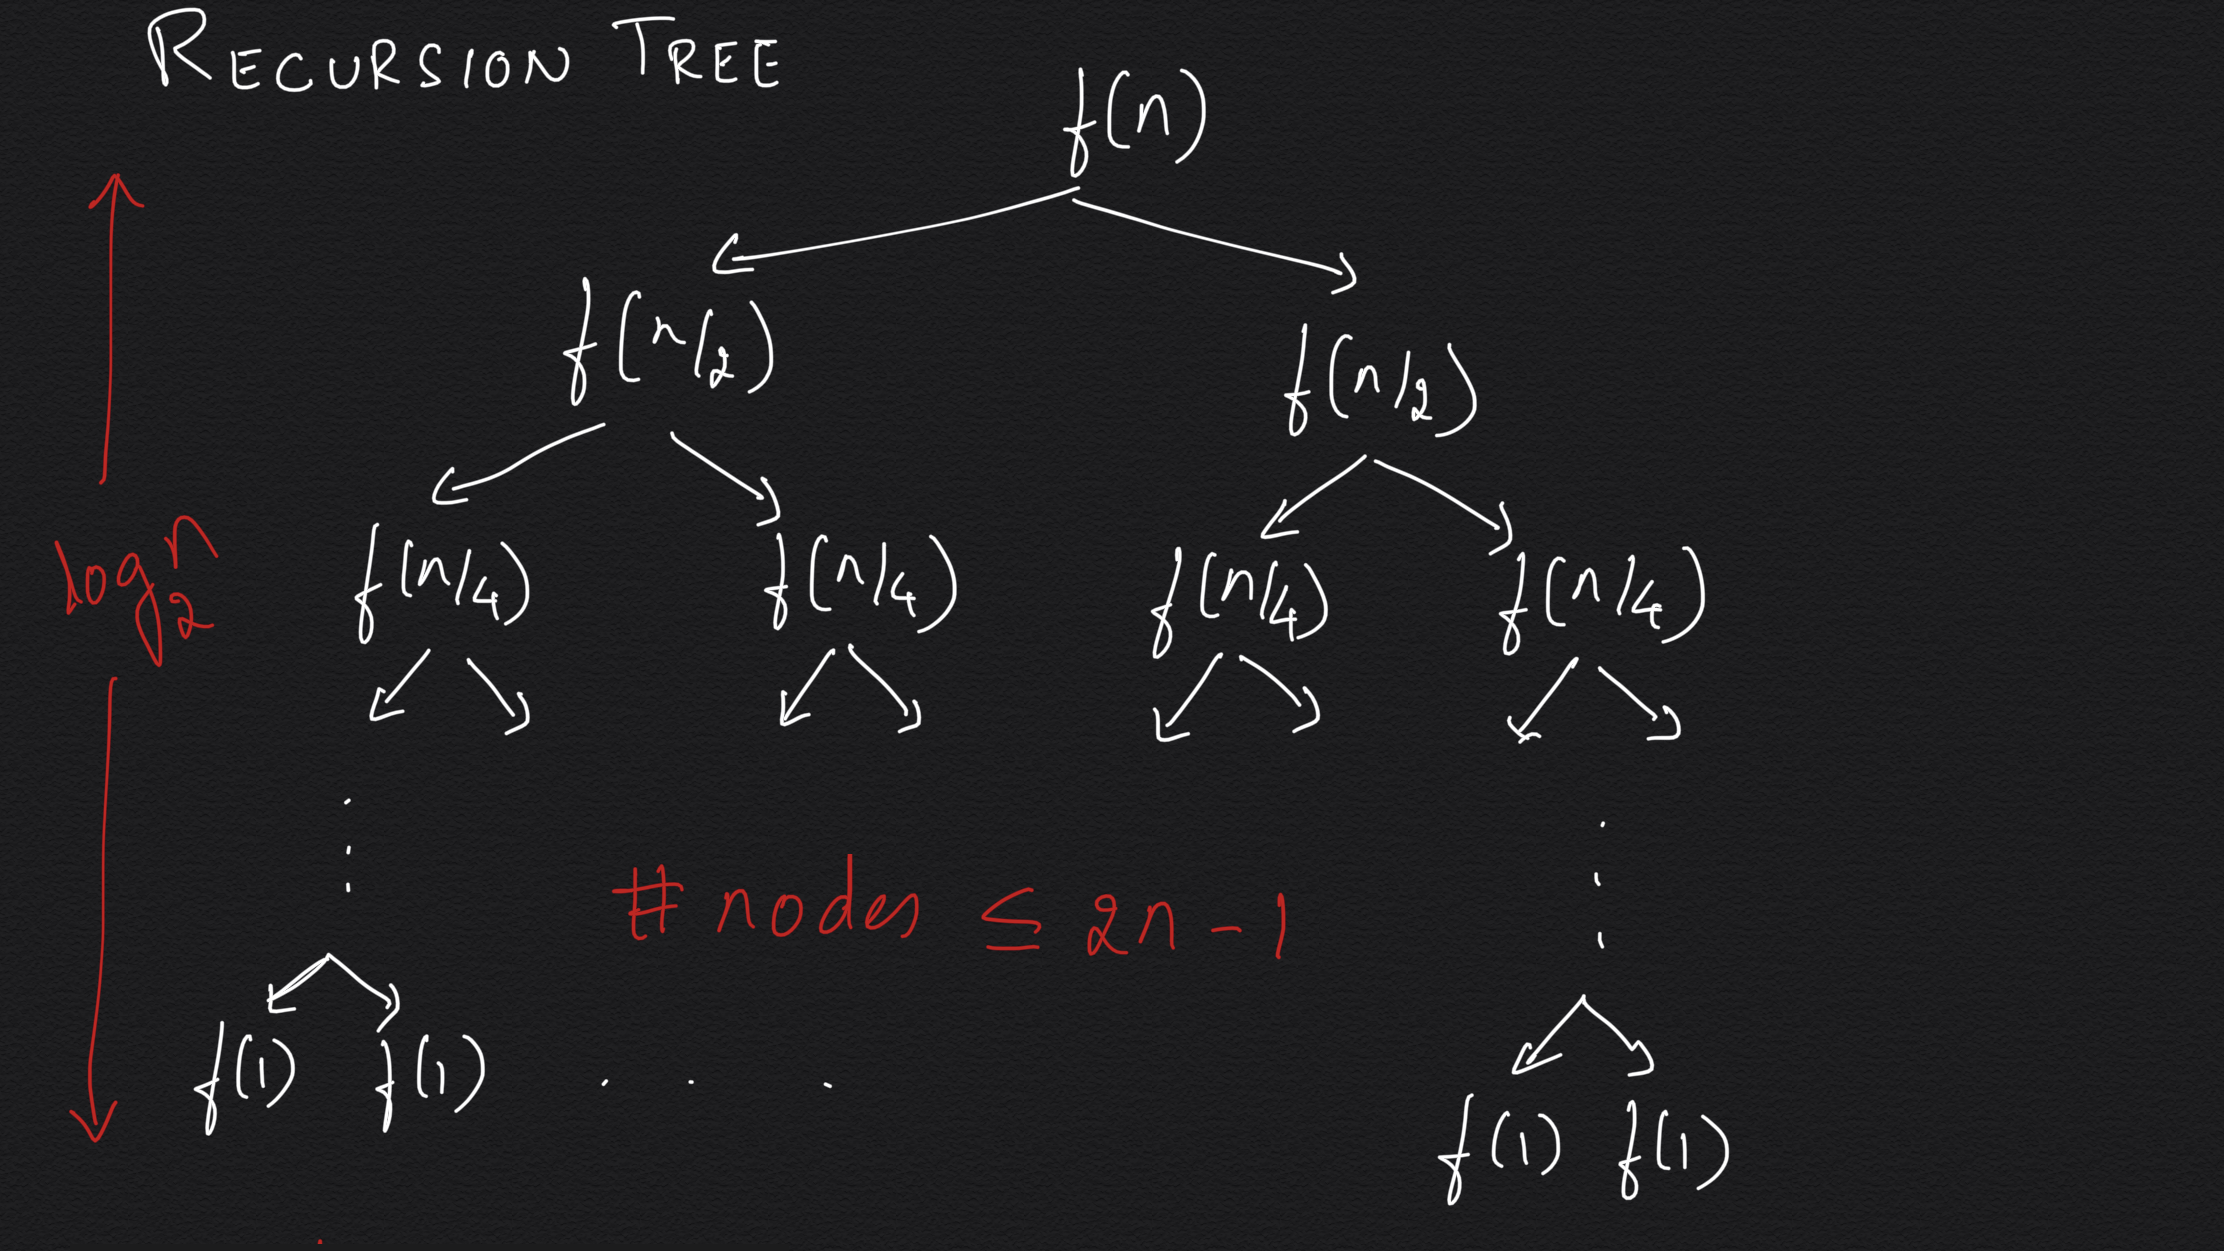 RECURSION TREE
f(n)
f(n/2) f(n/2)
f(n/4) f(n/4) f(n/4) f(n/4)
log₂n
# nodes ≤ 2n - 1
f(1) f(1) . . . f(1) f(1)